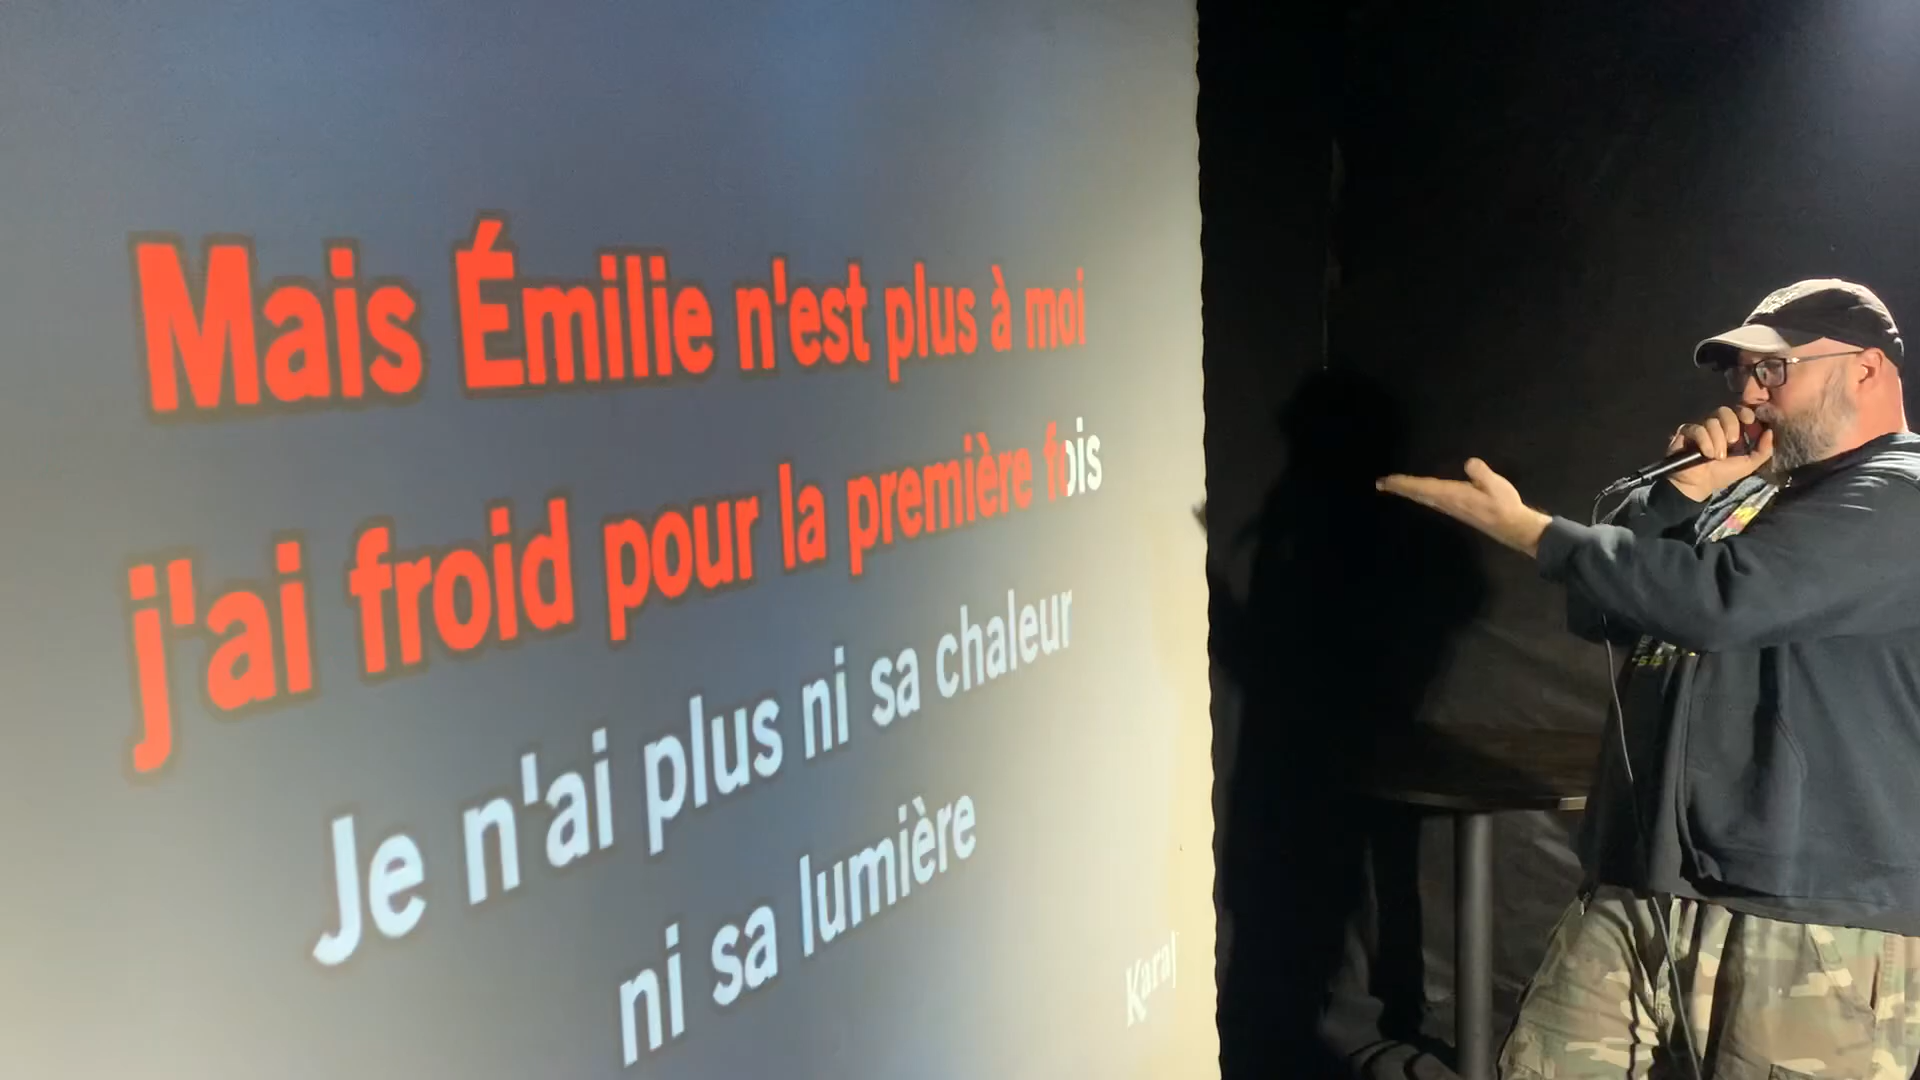 Mais Émilie n'est plus à moi
j'ai froid pour la première fois
Je n'ai plus ni sa chaleur
ni sa lumière